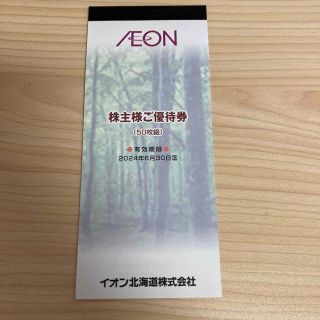 ÆON
株主様ご優待券
(50枚綴)
●有効期限●
2024年6月30日迄
イオン北海道株式会社